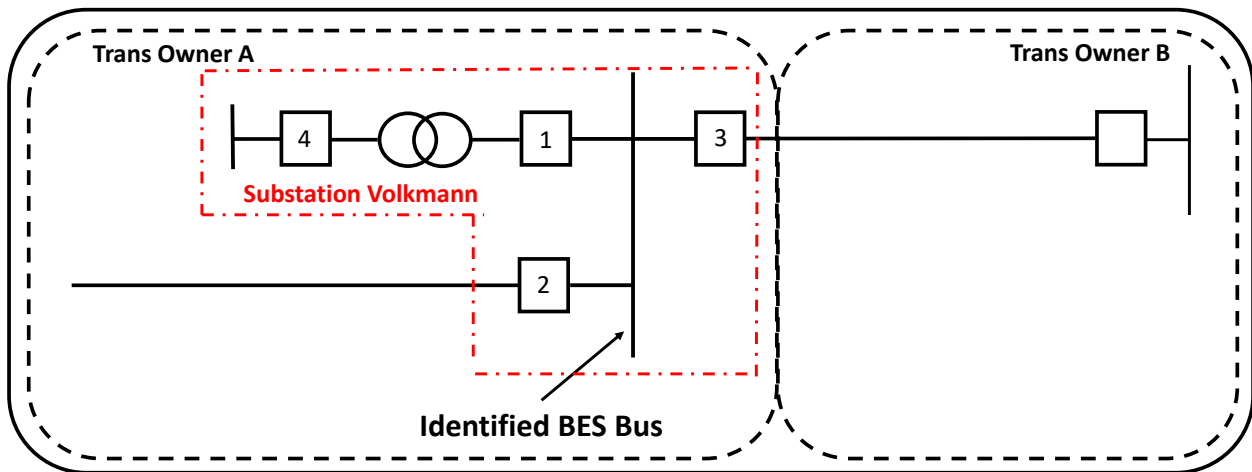 Trans Owner A
Trans Owner B
4
1
3
Substation Volkmann
2
Identified BES Bus